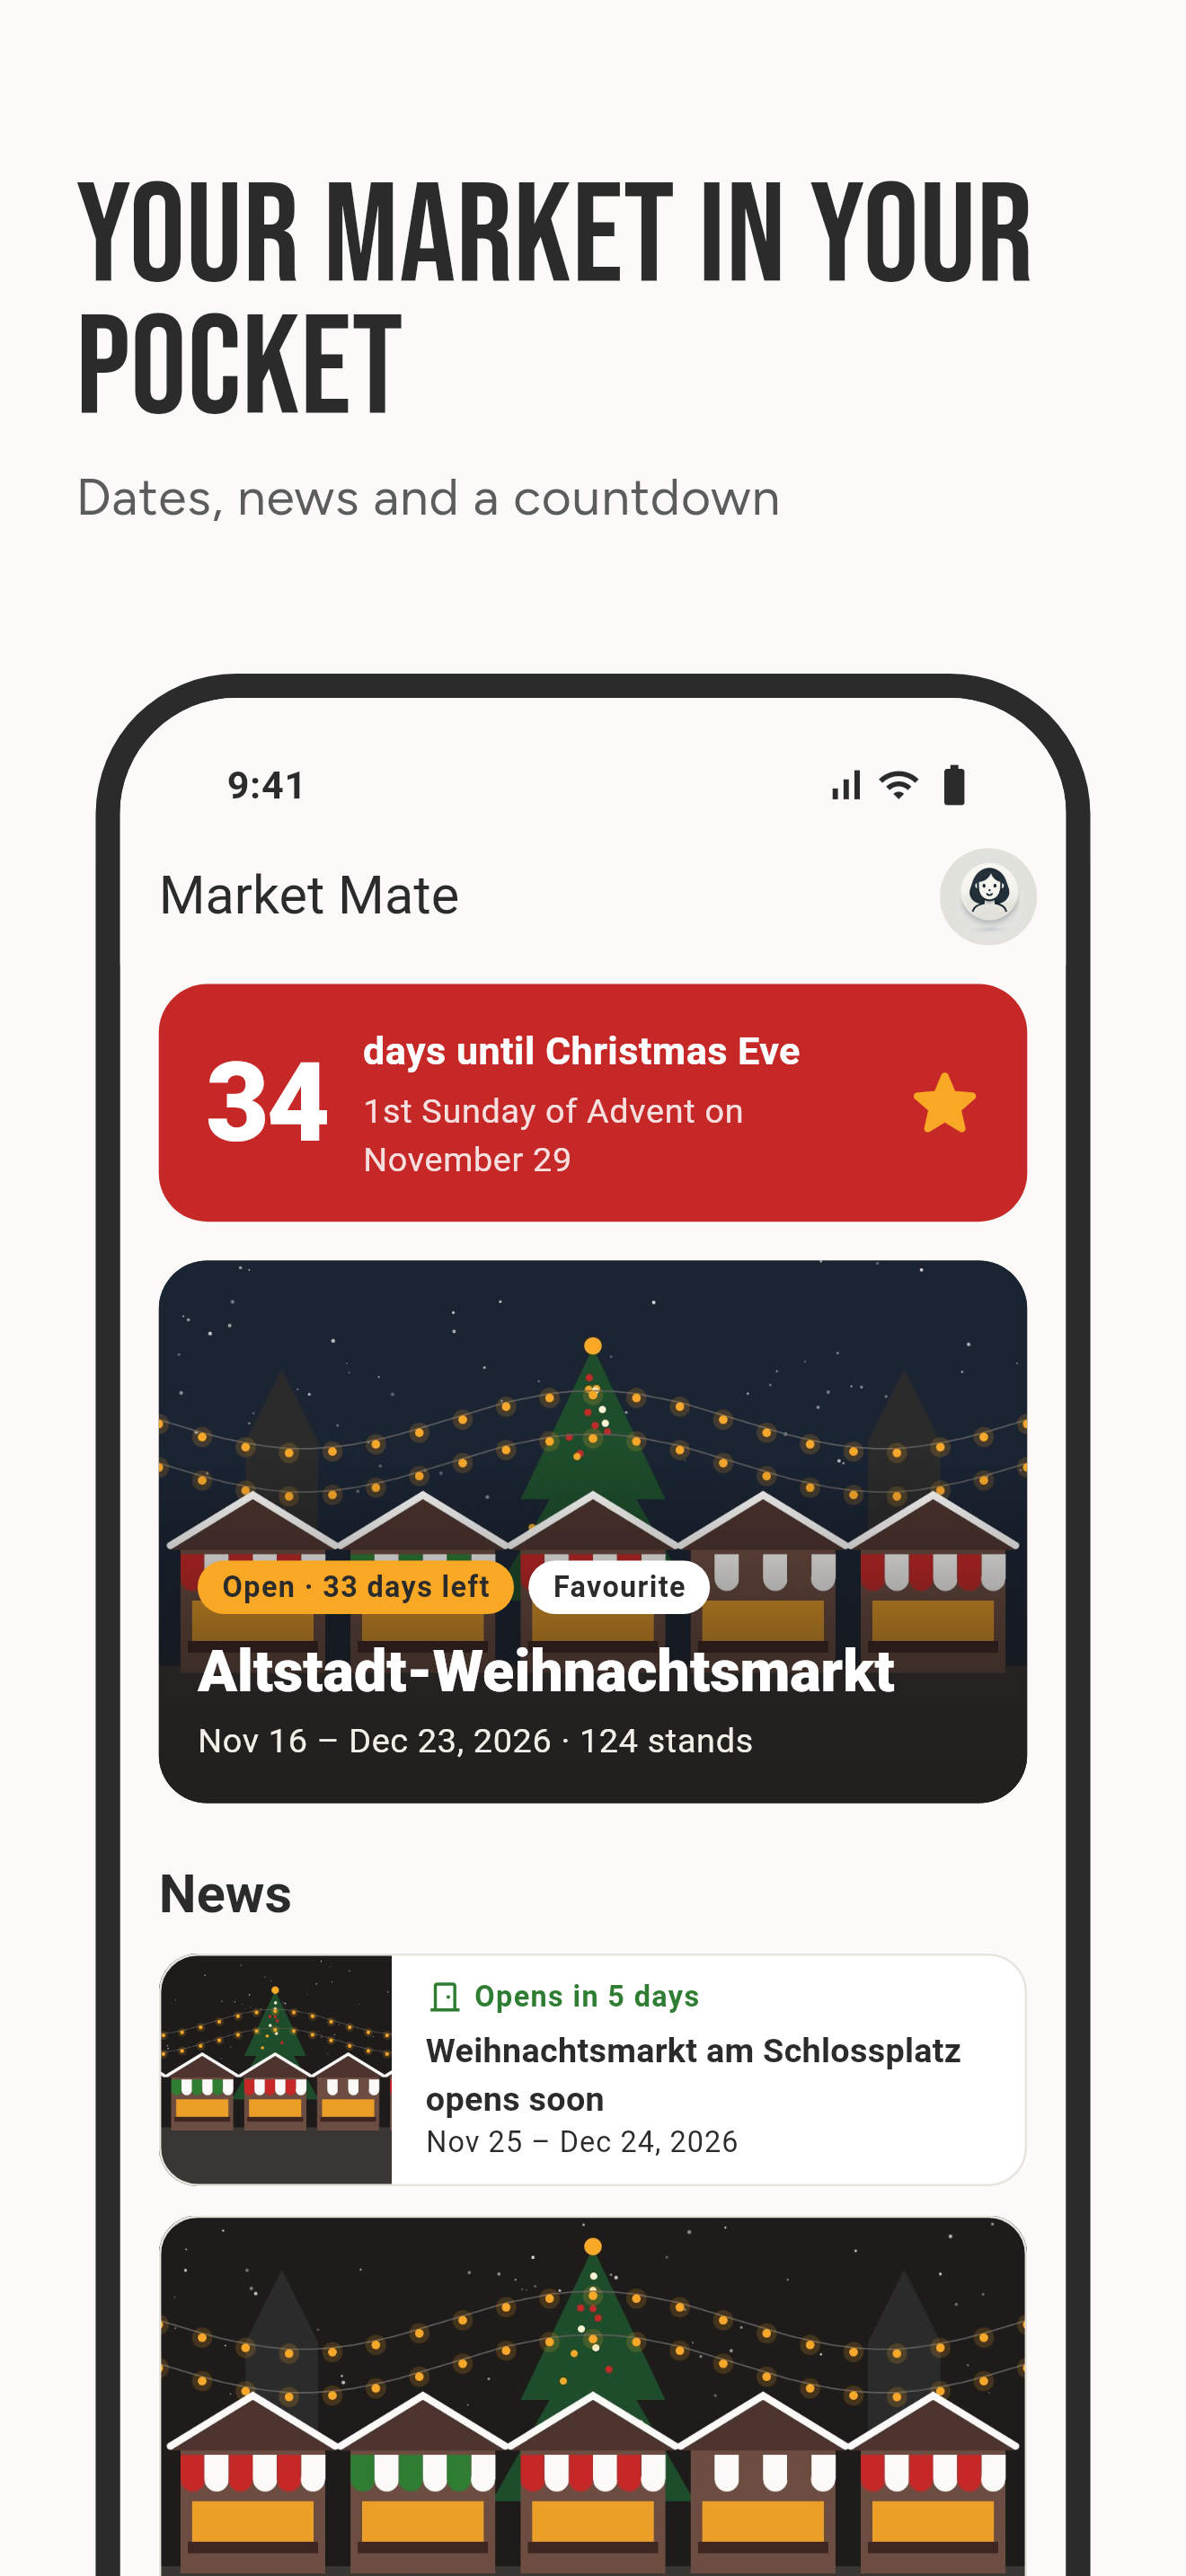 YOUR MARKET IN YOUR
POCKET
Dates, news and a countdown
9:41
Market Mate
34
days until Christmas Eve
1st Sunday of Advent on
November 29
Open · 33 days left
Favourite
Altstadt-Weihnachtsmarkt
Nov 16 – Dec 23, 2026 · 124 stands
News
Opens in 5 days
Weihnachtsmarkt am Schlossplatz
opens soon
Nov 25 – Dec 24, 2026